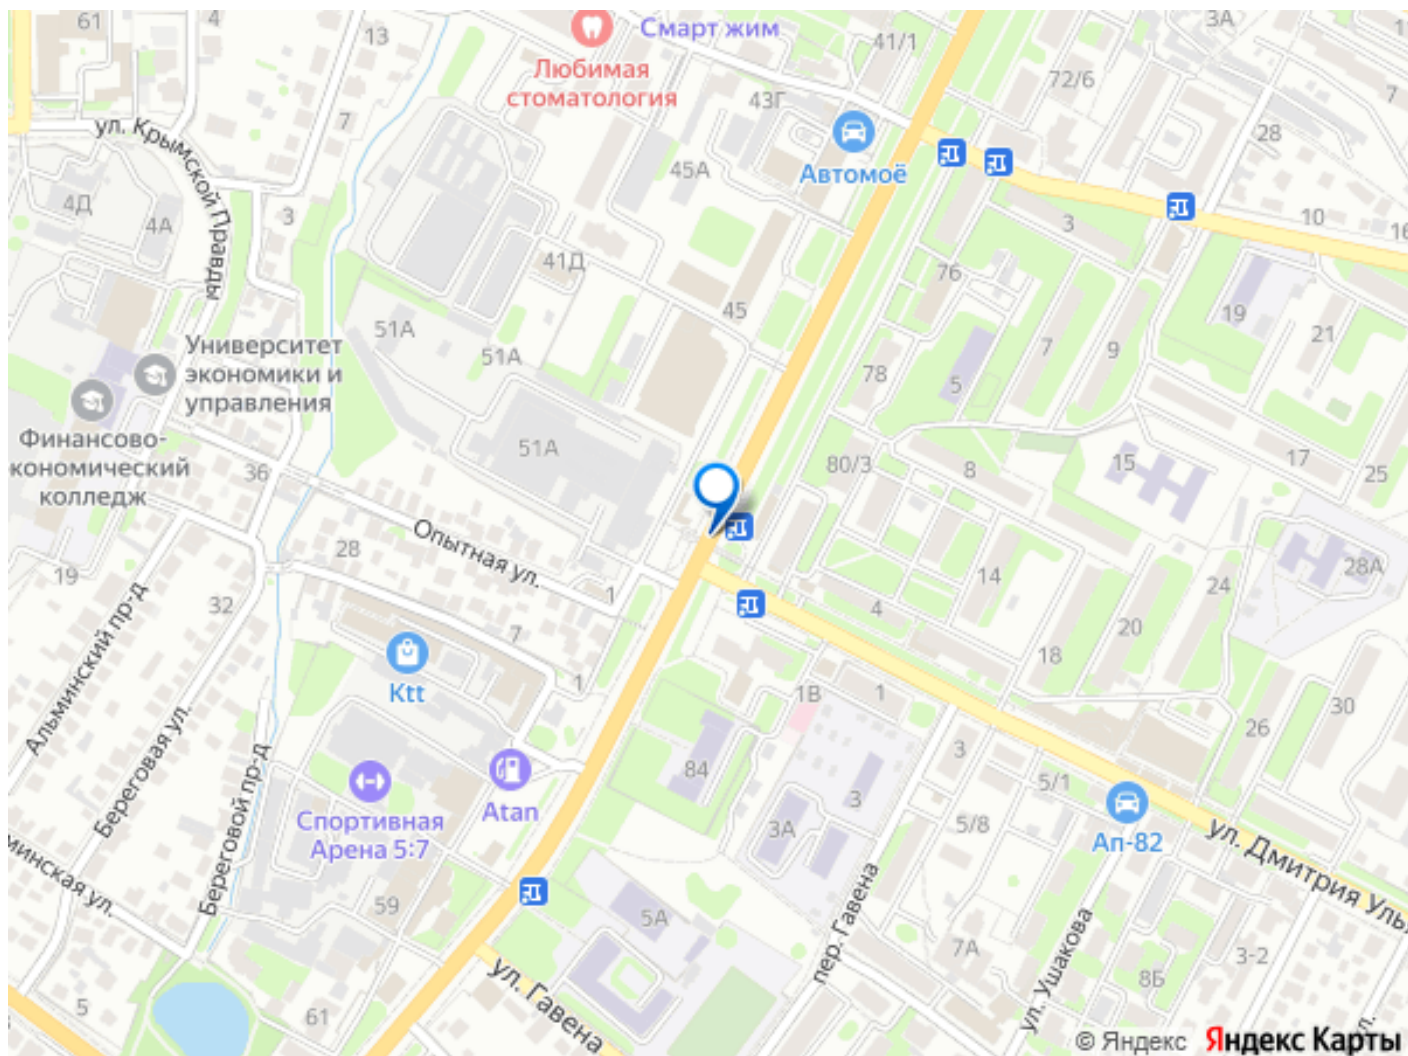 61
4
13
Смарт жим
41/1
3А
Любимая
стоматология
72/6
7
43Г
7
28
ул. Крымской Правды
45А
Автомоё
4Д
4А
3
3
10
16
41Д
76
51А
45
19
21
Университет
экономики и
управления
51А
78
5
7
9
Финансово-
кономический
колледж
36
51А
80/3
8
15
17
25
Опытная ул.
28
19
32
1
7
14
4
20
24
28А
18
Альминский пр-д
Береговая ул.
Береговой пр-д
Ktt
1
1В
1
26
30
84
3
3
5/1
Atan
Спортивная
Арена 5:7
3А
5/8
Ап-82
ул. Дмитрия Улья
минская ул.
59
5А
пер. Гавена
7А
ул. Ушакова
8Б
3-2
5
61
ул. Гавена
ул.
© Яндекс Яндекс Карты